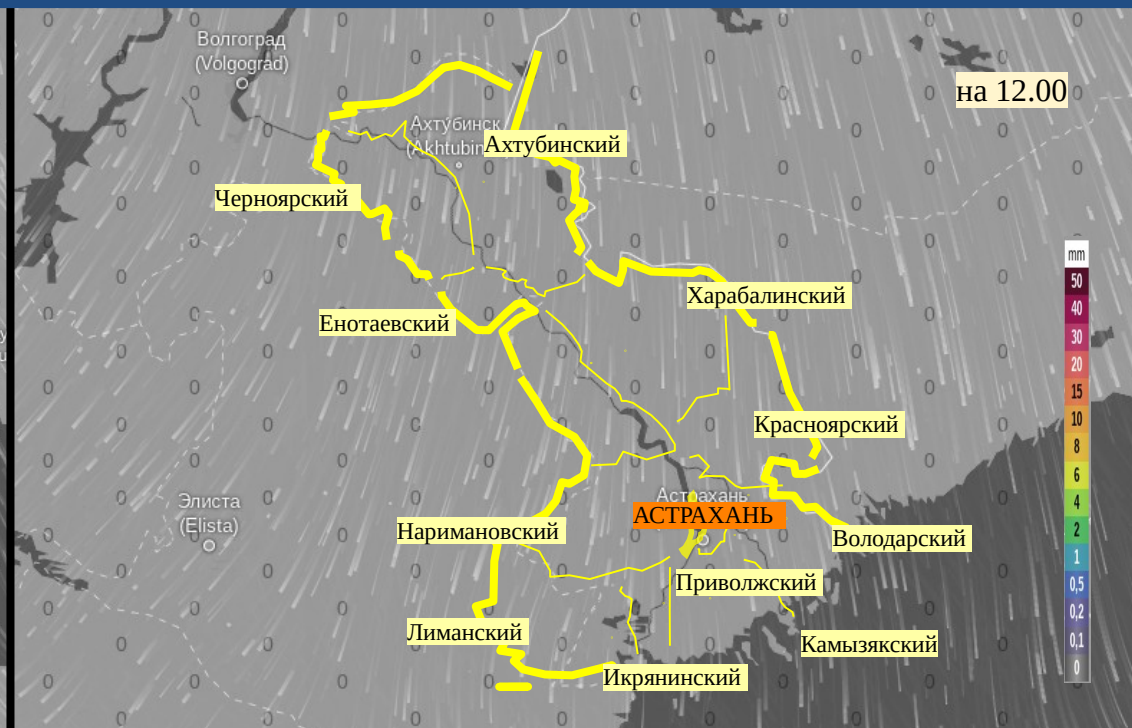 Волгоград
(Volgograd)
на 12.00
Ахтубинск
(Akhtubin
Ахтубинский
Черноярский
Харабалинский
Енотаевский
Красноярский
Элиста
(Elista)
Астрахань
АСТРАХАНЬ
Наримановский
Володарский
Приволжский
Лиманский
Камызякский
Икрянинский
mm
50
40
30
20
15
10
8
6
4
2
1
0,5
0,2
0,1
0